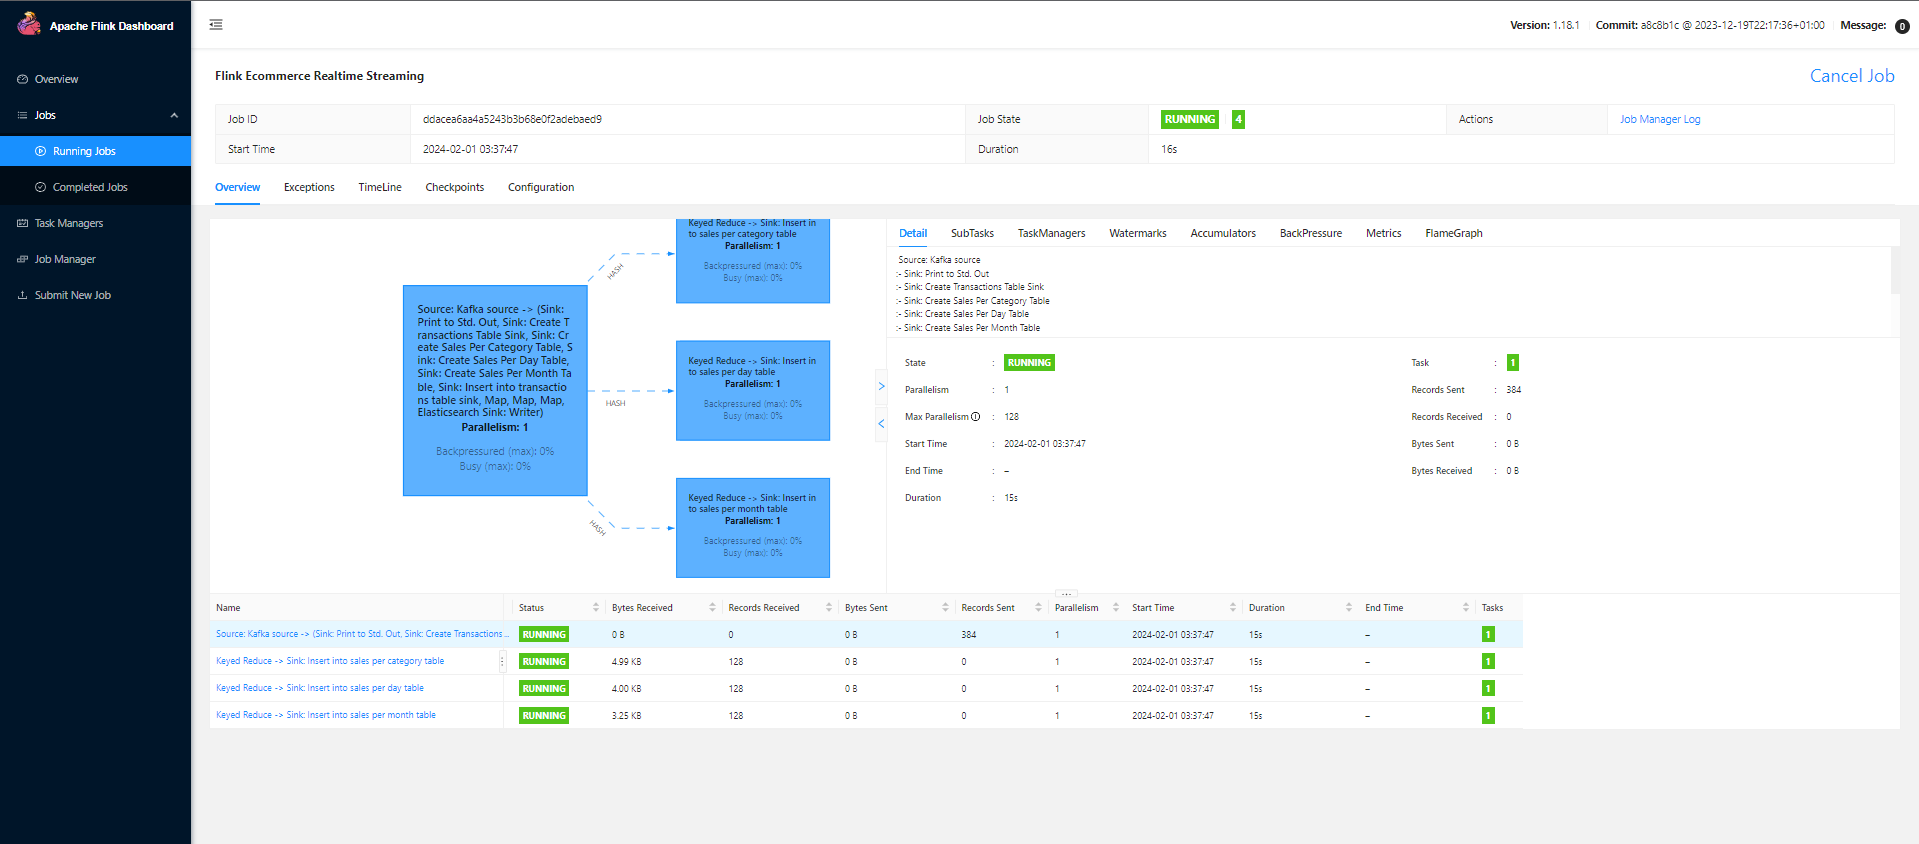 Apache Flink Dashboard
Version: 1.18.1 Commit: a8c8b1c @ 2023-12-19T22:17:36+01:00 Message: 0
Overview
Jobs
Running Jobs
Completed Jobs
Task Managers
Job Manager
Submit New Job
Flink Ecommerce Realtime Streaming
Cancel Job
Job ID ddacea6aa4a5243b3b68e0f2adebaed9 Job State RUNNING 4 Actions Job Manager Log
Start Time 2024-02-01 03:37:47 Duration 16s
Overview Exceptions TimeLine Checkpoints Configuration
Source: Kafka source -> (Sink:
Print to Std. Out, Sink: Create T
ransactions Table Sink, Sink: Cr
eate Sales Per Category Table, S
ink: Create Sales Per Day Table,
Sink: Create Sales Per Month Ta
ble, Sink: Insert into transactio
ns table sink, Map, Map, Map,
Elasticsearch Sink: Writer)
Parallelism: 1
Backpressured (max): 0%
Busy (max): 0%
HASH
HASH
HASH
Keyed Reduce -> Sink: Insert in
to sales per category table
Parallelism: 1
Backpressured (max): 0%
Busy (max): 0%
Keyed Reduce -> Sink: Insert in
to sales per day table
Parallelism: 1
Backpressured (max): 0%
Busy (max): 0%
Keyed Reduce -> Sink: Insert in
to sales per month table
Parallelism: 1
Backpressured (max): 0%
Busy (max): 0%
Detail SubTasks TaskManagers Watermarks Accumulators BackPressure Metrics FlameGraph
Source: Kafka source
:- Sink: Print to Std. Out
:- Sink: Create Transactions Table Sink
:- Sink: Create Sales Per Category Table
:- Sink: Create Sales Per Day Table
:- Sink: Create Sales Per Month Table
State : RUNNING Task : 1
Parallelism : 1 Records Sent : 384
Max Parallelism : 128 Records Received : 0
Start Time : 2024-02-01 03:37:47 Bytes Sent : 0 B
End Time : – Bytes Received : 0 B
Duration : 15s
Name Status Bytes Received Records Received Bytes Sent Records Sent Parallelism Start Time Duration End Time Tasks
Source: Kafka source -> (Sink: Print to Std. Out, Sink: Create Transactions ... RUNNING 0 B 0 0 B 384 1 2024-02-01 03:37:47 15s – 1
Keyed Reduce -> Sink: Insert into sales per category table RUNNING 4.99 KB 128 0 B 0 1 2024-02-01 03:37:47 15s – 1
Keyed Reduce -> Sink: Insert into sales per day table RUNNING 4.00 KB 128 0 B 0 1 2024-02-01 03:37:47 15s – 1
Keyed Reduce -> Sink: Insert into sales per month table RUNNING 3.25 KB 128 0 B 0 1 2024-02-01 03:37:47 15s – 1